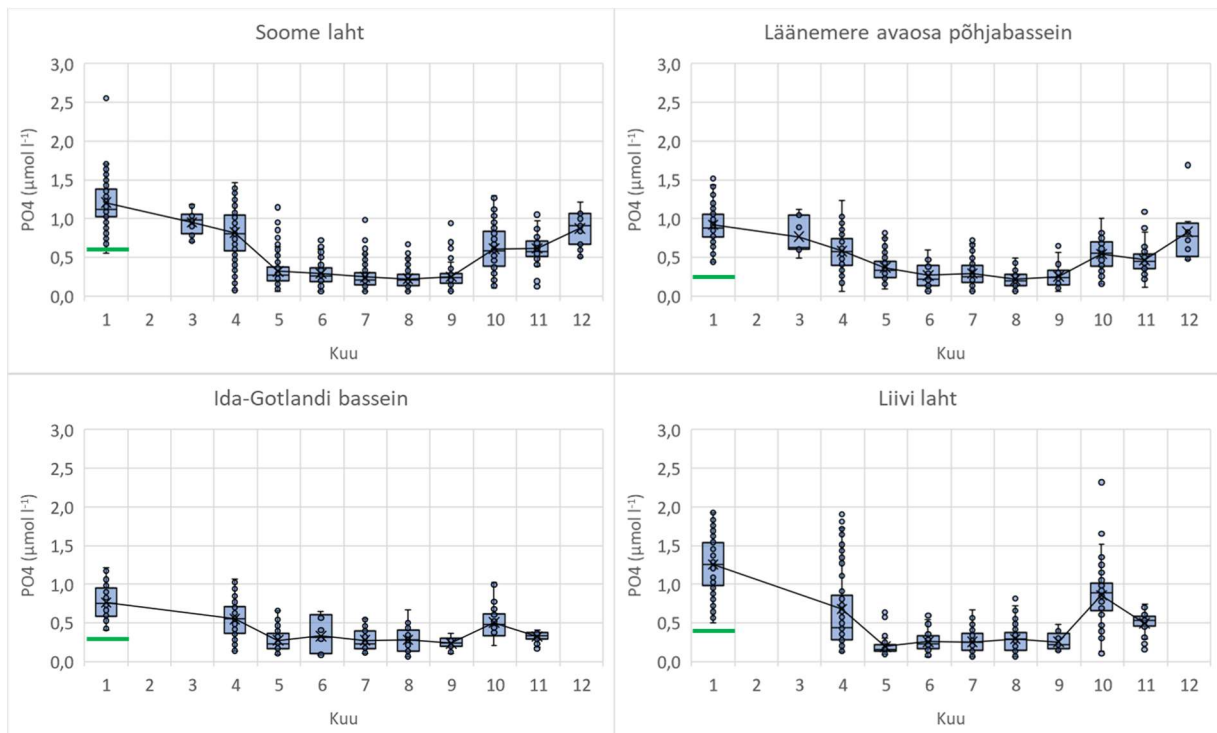 Soome laht
3,0
2,5
2,0
1,5
1,0
0,5
0,0
PO4 (µmol l⁻¹)
1 2 3 4 5 6 7 8 9 10 11 12
Kuu
Läänemere avaosa põhjabassein
3,0
2,5
2,0
1,5
1,0
0,5
0,0
PO4 (µmol l⁻¹)
1 2 3 4 5 6 7 8 9 10 11 12
Kuu
Ida-Gotlandi bassein
3,0
2,5
2,0
1,5
1,0
0,5
0,0
PO4 (µmol l⁻¹)
1 2 3 4 5 6 7 8 9 10 11 12
Kuu
Liivi laht
3,0
2,5
2,0
1,5
1,0
0,5
0,0
PO4 (µmol l⁻¹)
1 2 3 4 5 6 7 8 9 10 11 12
Kuu